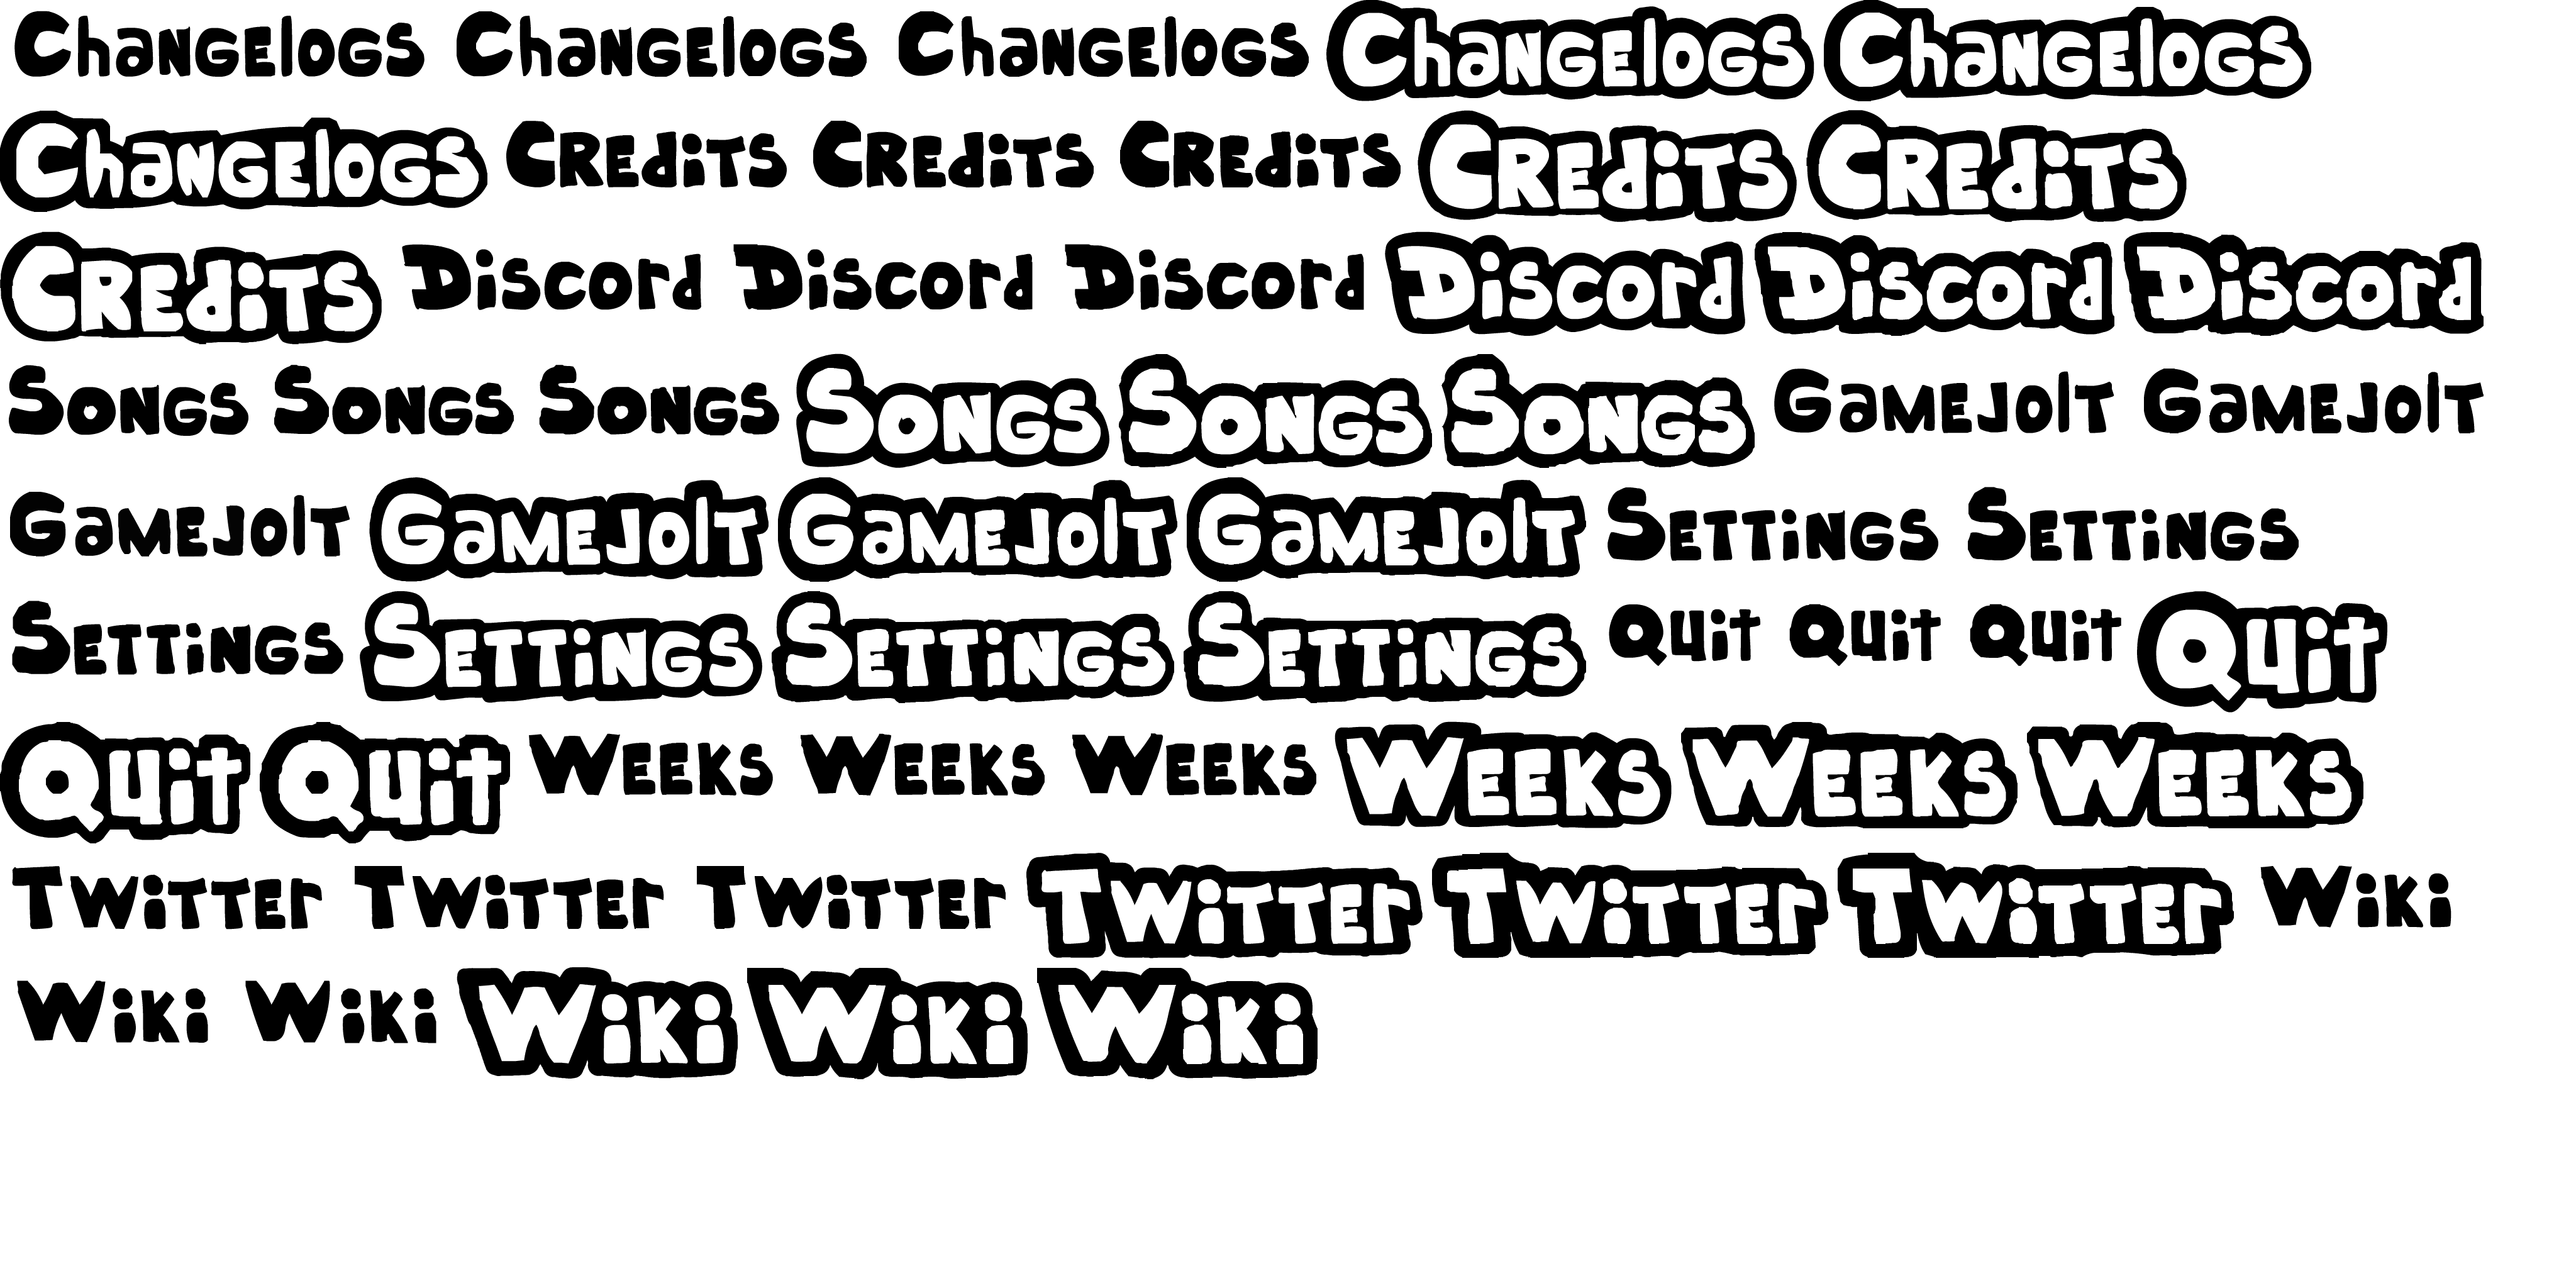 Changelogs Changelogs Changelogs Changelogs Changelogs
Changelogs Credits Credits Credits Credits Credits
Credits Discord Discord Discord Discord Discord Discord
Songs Songs Songs Songs Songs Songs GameJolt GameJolt
GameJolt GameJolt GameJolt GameJolt Settings Settings
Settings Settings Settings Settings Quit Quit Quit Quit
Quit Quit Weeks Weeks Weeks Weeks Weeks Weeks
Twitter Twitter Twitter Twitter Twitter Twitter Wiki
Wiki Wiki Wiki Wiki Wiki